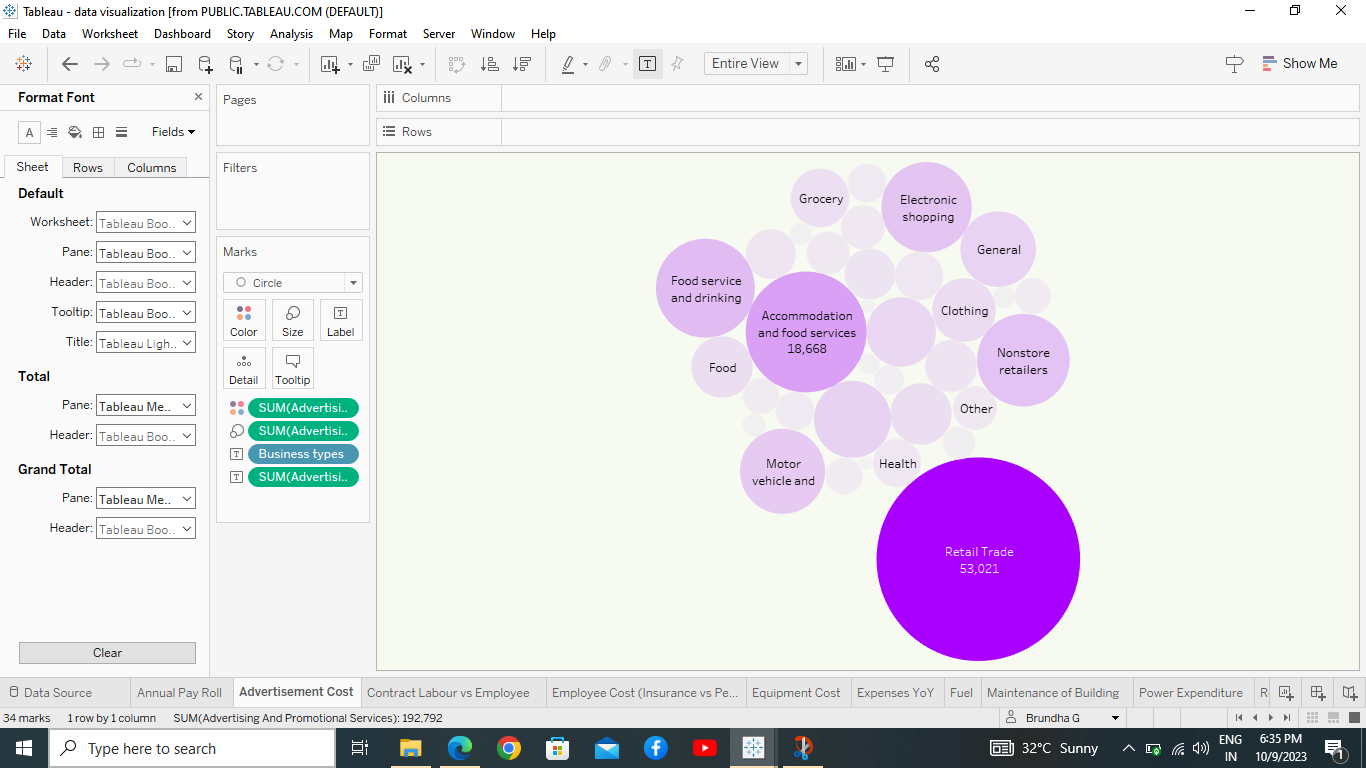 Tableau - data visualization [from PUBLIC.TABLEAU.COM (DEFAULT)]
File Data Worksheet Dashboard Story Analysis Map Format Server Window Help
Entire View
Show Me
Format Font
Fields
Sheet Rows Columns
Default
Worksheet: Tableau Boo..
Pane: Tableau Boo..
Header: Tableau Boo..
Tooltip: Tableau Boo..
Title: Tableau Ligh..
Total
Pane: Tableau Me..
Header: Tableau Boo..
Grand Total
Pane: Tableau Me..
Header: Tableau Boo..
Clear
Pages
Filters
Marks
Circle
Color Size Label
Detail Tooltip
SUM(Advertisi..
SUM(Advertisi..
Business types
SUM(Advertisi..
Columns
Rows
Grocery
Electronic
shopping
General
Food service
and drinking
Accommodation
and food services
18,668
Clothing
Nonstore
retailers
Food
Other
Motor
vehicle and
Health
Retail Trade
53,021
Data Source Annual Pay Roll Advertisement Cost Contract Labour vs Employee Employee Cost (Insurance vs Pe... Equipment Cost Expenses YoY Fuel Maintenance of Building Power Expenditure
34 marks 1 row by 1 column SUM(Advertising And Promotional Services): 192,792 Brundha G
Type here to search
32°C Sunny
ENG
IN
6:35 PM
10/9/2023
1